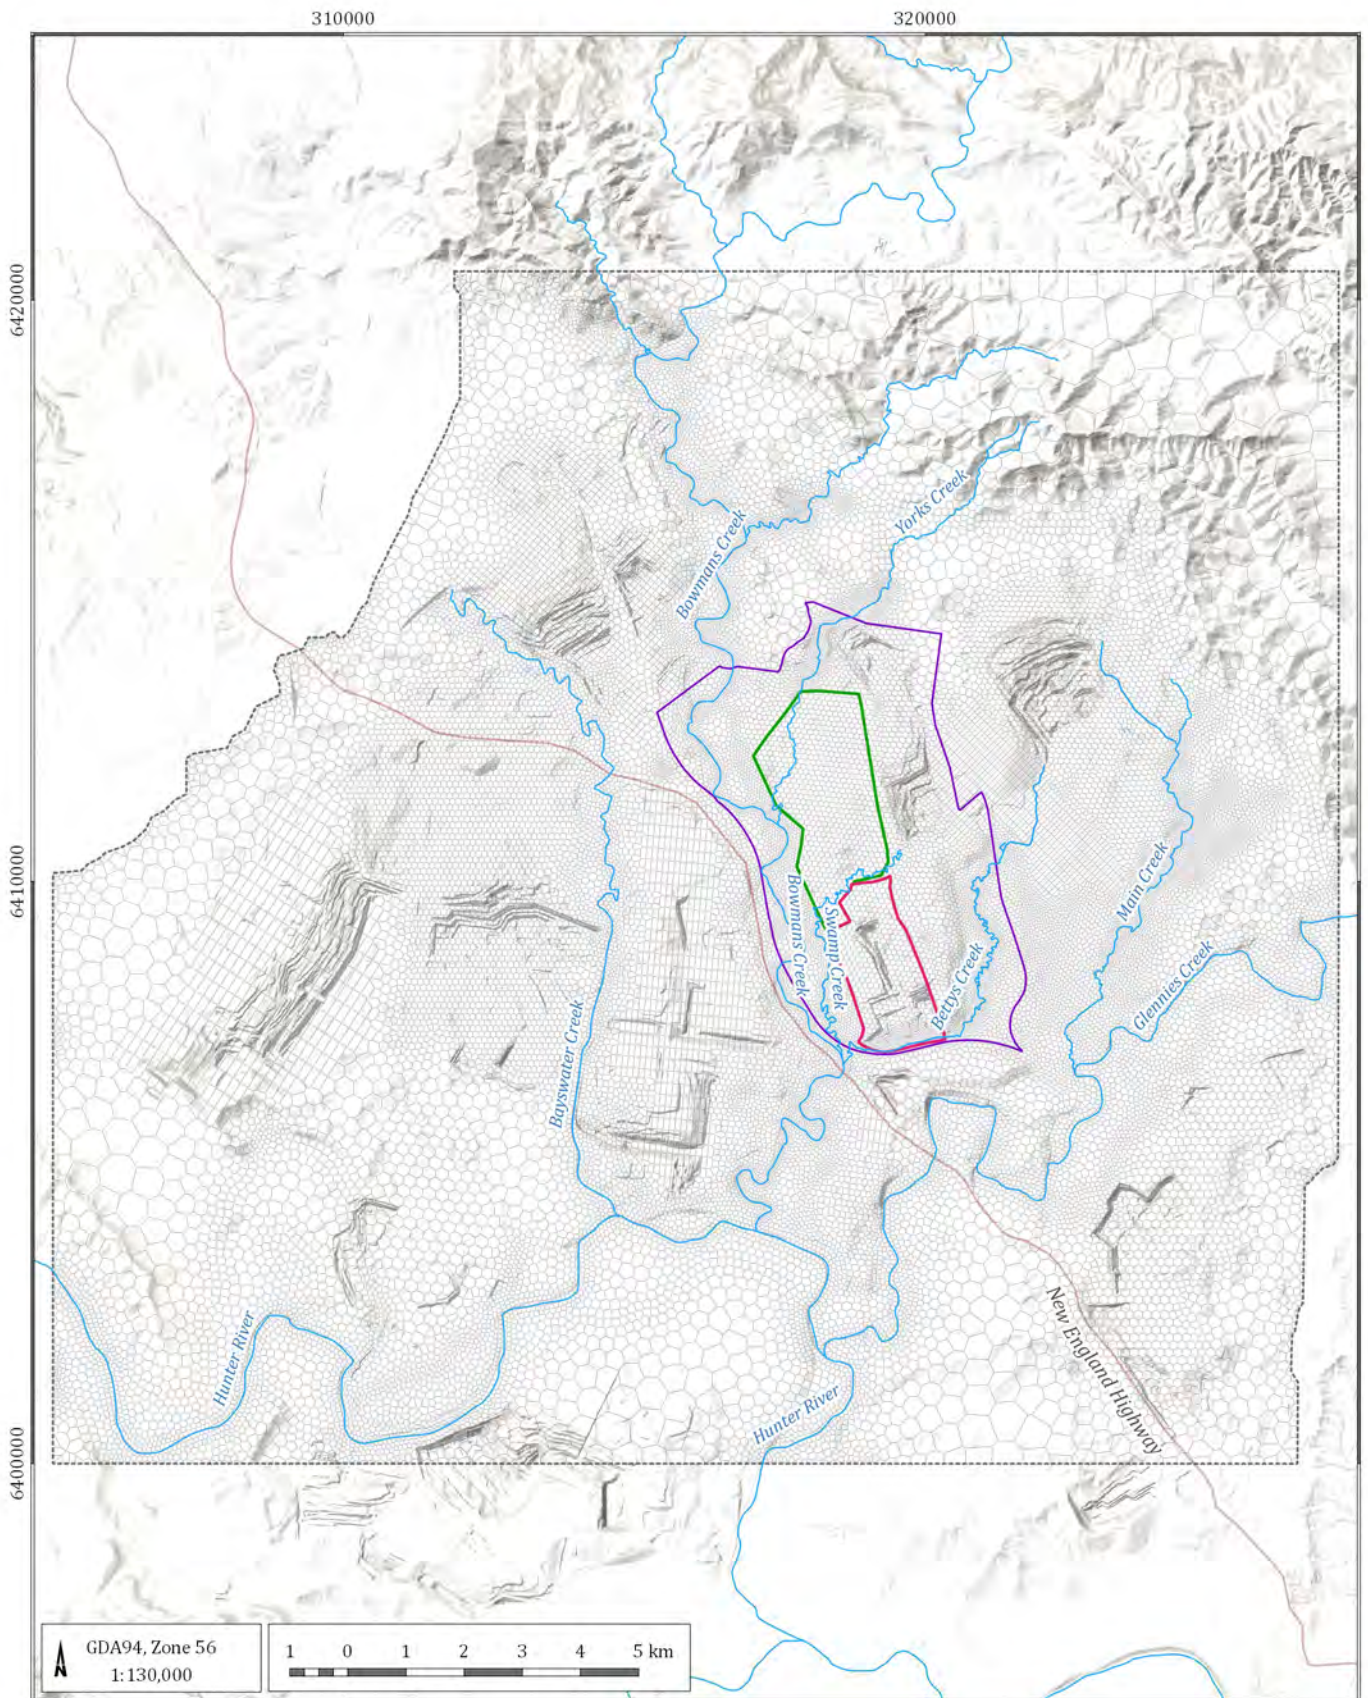 310000
320000
6420000
Yorks Creek
Bowmans Creek
6410000
Main Creek
Bowmans Creek
Swamp Creek
Bettys Creek
Glennies Creek
Bayswater Creek
New England Highway
Hunter River
Hunter River
6400000
GDA94, Zone 56
1:130,000
1 0 1 2 3 4 5 km